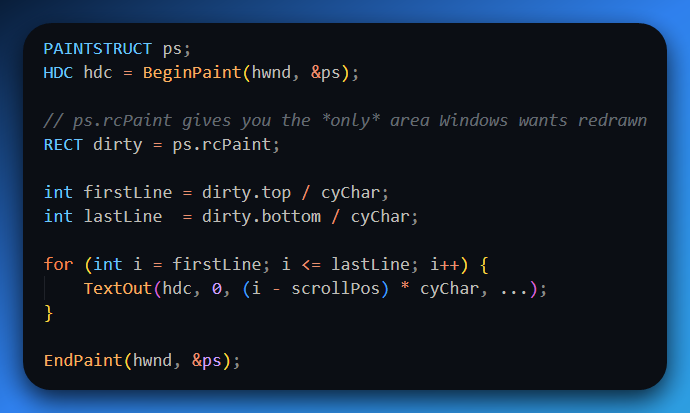 PAINTSTRUCT ps;
HDC hdc = BeginPaint(hwnd, &ps);
// ps.rcPaint gives you the *only* area Windows wants redrawn
RECT dirty = ps.rcPaint;
int firstLine = dirty.top / cyChar;
int lastLine  = dirty.bottom / cyChar;
for (int i = firstLine; i <= lastLine; i++) {
    TextOut(hdc, 0, (i - scrollPos) * cyChar, ...);
}
EndPaint(hwnd, &ps);